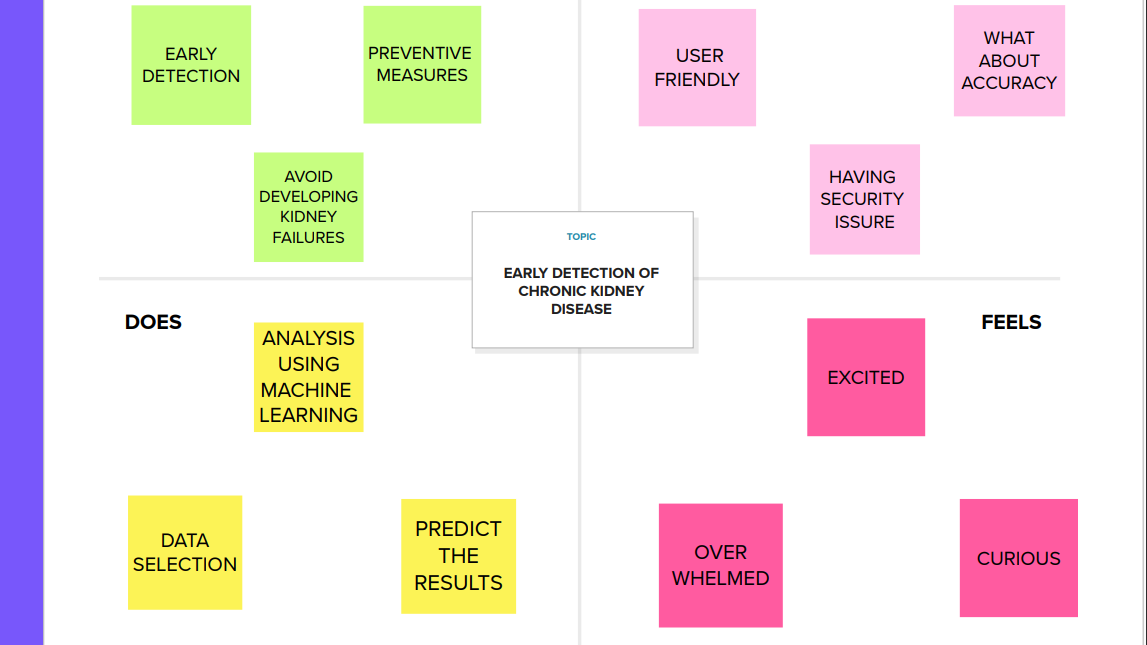 EARLY
DETECTION
PREVENTIVE
MEASURES
USER
FRIENDLY
WHAT
ABOUT
ACCURACY
AVOID
DEVELOPING
KIDNEY
FAILURES
HAVING
SECURITY
ISSURE
TOPIC
EARLY DETECTION OF
CHRONIC KIDNEY
DISEASE
DOES
ANALYSIS
USING
MACHINE
LEARNING
FEELS
EXCITED
DATA
SELECTION
PREDICT
THE
RESULTS
OVER
WHELMED
CURIOUS